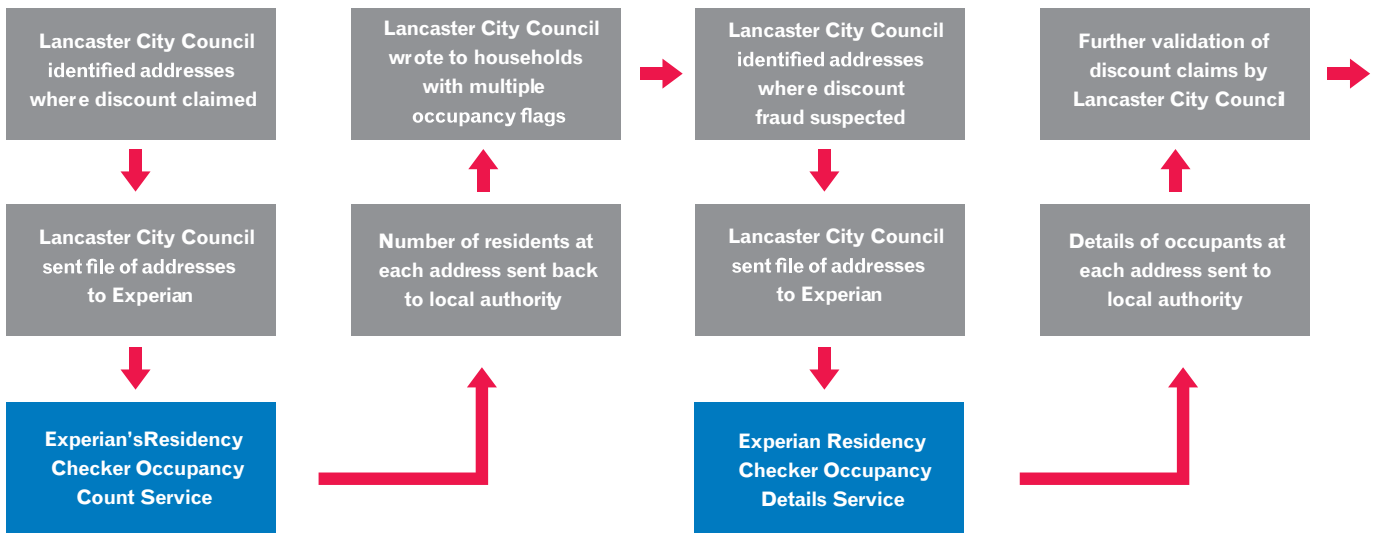 Lancaster City Council
identified addresses
where discount claimed
Lancaster City Council
sent file of addresses
to Experian
Experian'sResidency
Checker Occupancy
Count Service
Number of residents at
each address sent back
to local authority
Lancaster City Council
wrote to households
with multiple
occupancy flags
Lancaster City Council
identified addresses
where discount
fraud suspected
Lancaster City Council
sent file of addresses
to Experian
Experian Residency
Checker Occupancy
Details Service
Details of occupants at
each address sent to
local authority
Further validation of
discount claims by
Lancaster City Council